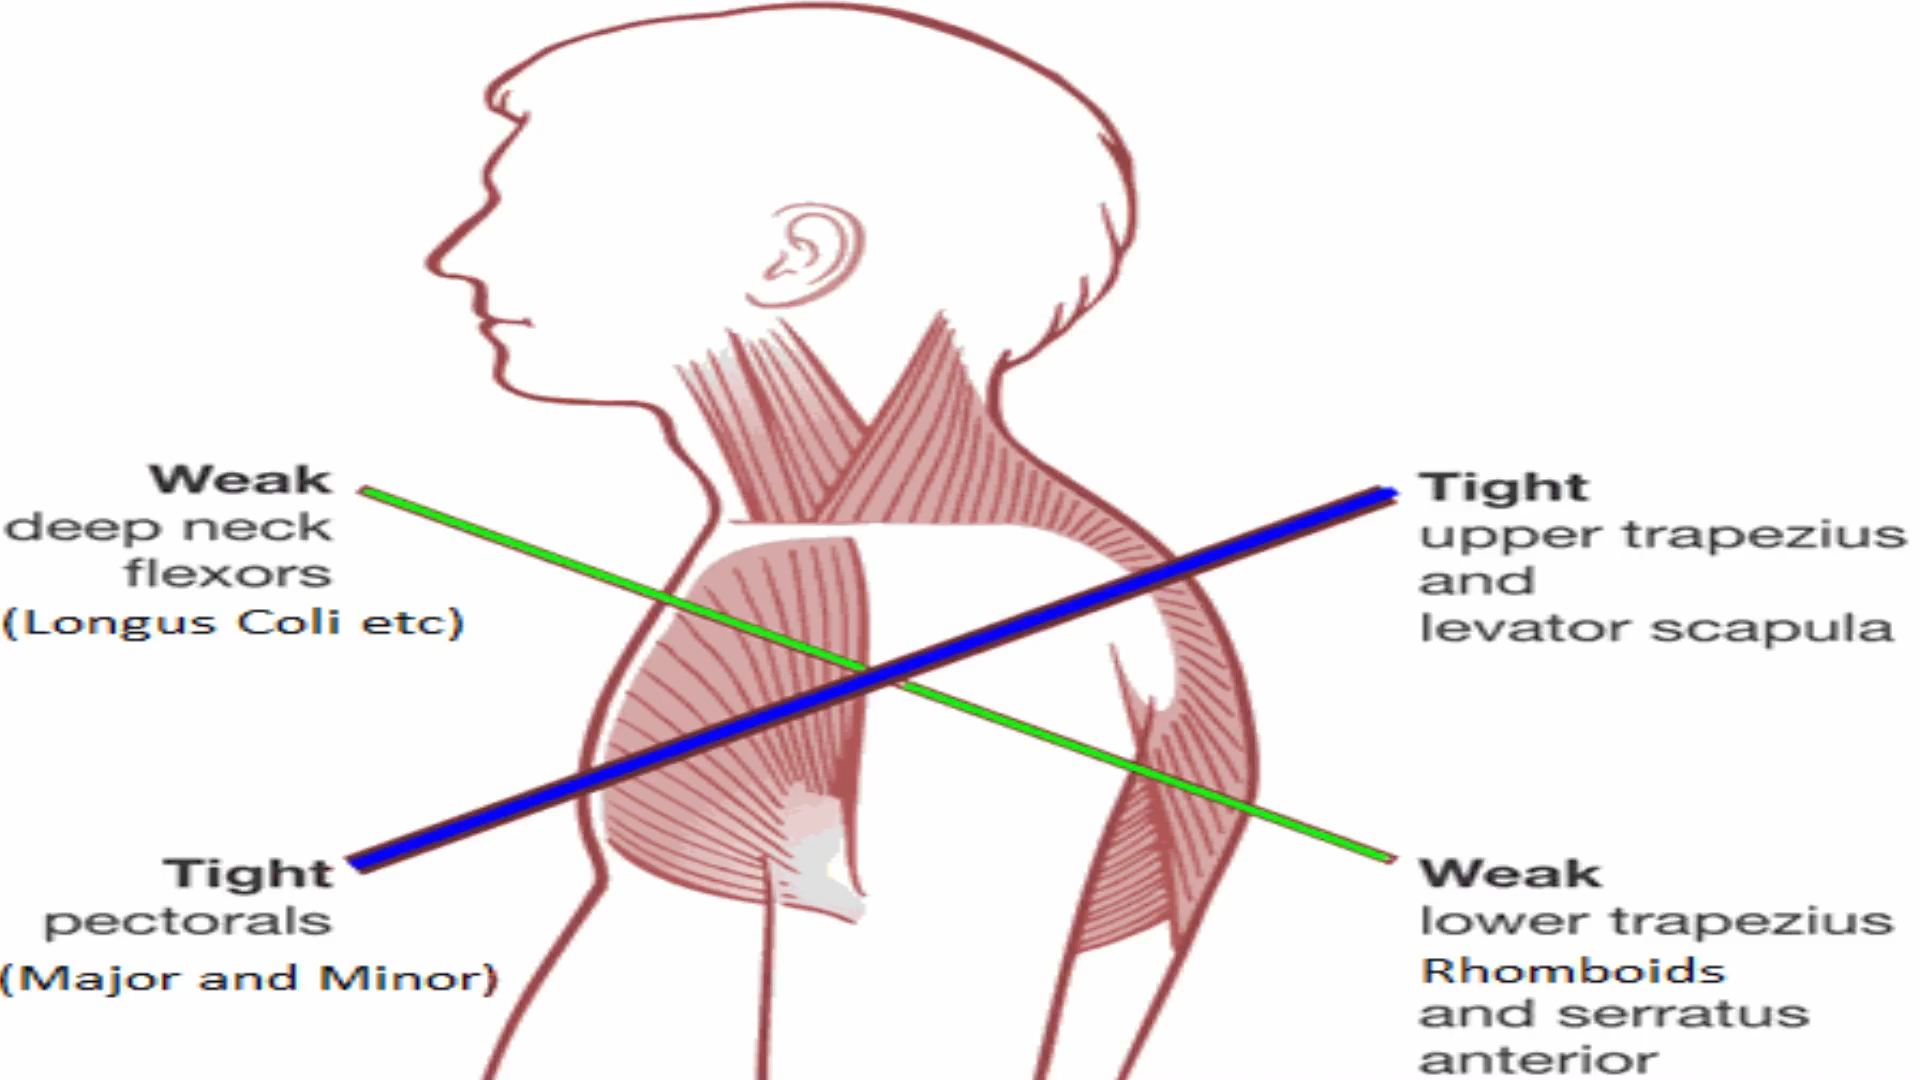 Weak
deep neck
flexors
(Longus Coli etc)
Tight
upper trapezius
and
levator scapula
Tight
pectorals
(Major and Minor)
Weak
lower trapezius
Rhomboids
and serratus
anterior